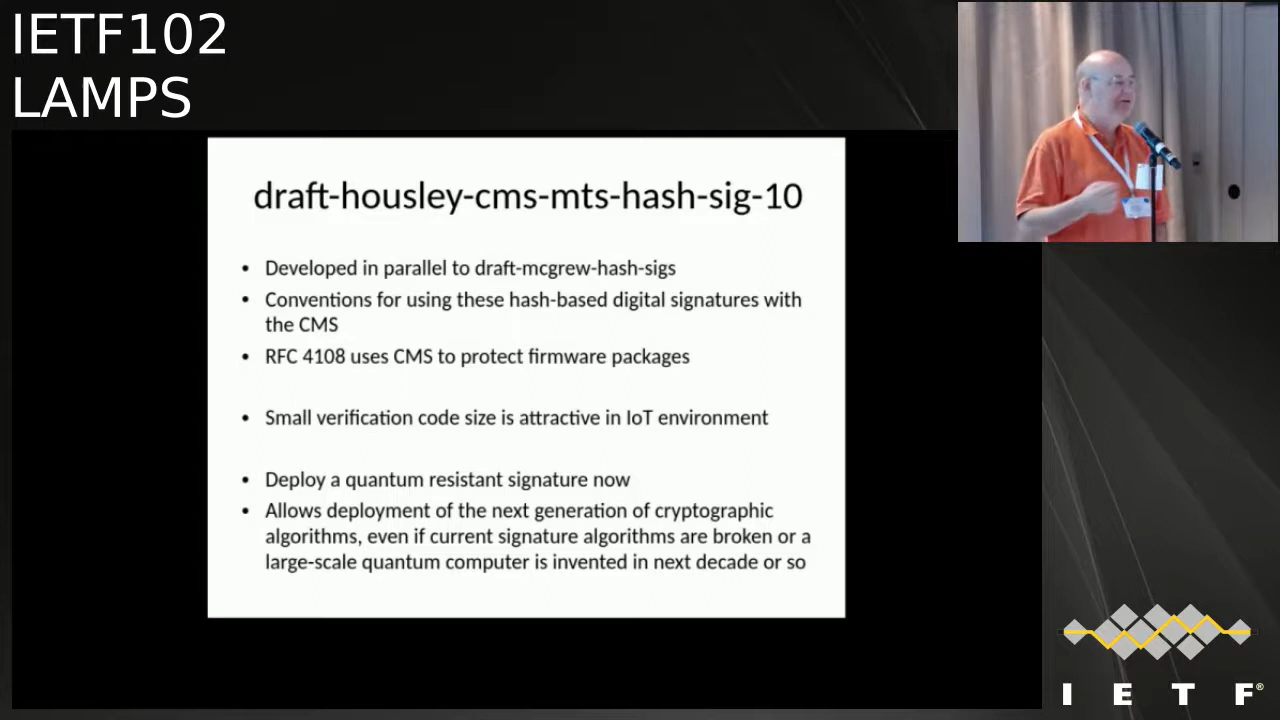 IETF102
LAMPS
draft-housley-cms-mts-hash-sig-10
• Developed in parallel to draft-mcgrew-hash-sigs
• Conventions for using these hash-based digital signatures with
the CMS
• RFC 4108 uses CMS to protect firmware packages
• Small verification code size is attractive in IoT environment
• Deploy a quantum resistant signature now
• Allows deployment of the next generation of cryptographic
algorithms, even if current signature algorithms are broken or a
large-scale quantum computer is invented in next decade or so
I E T F®